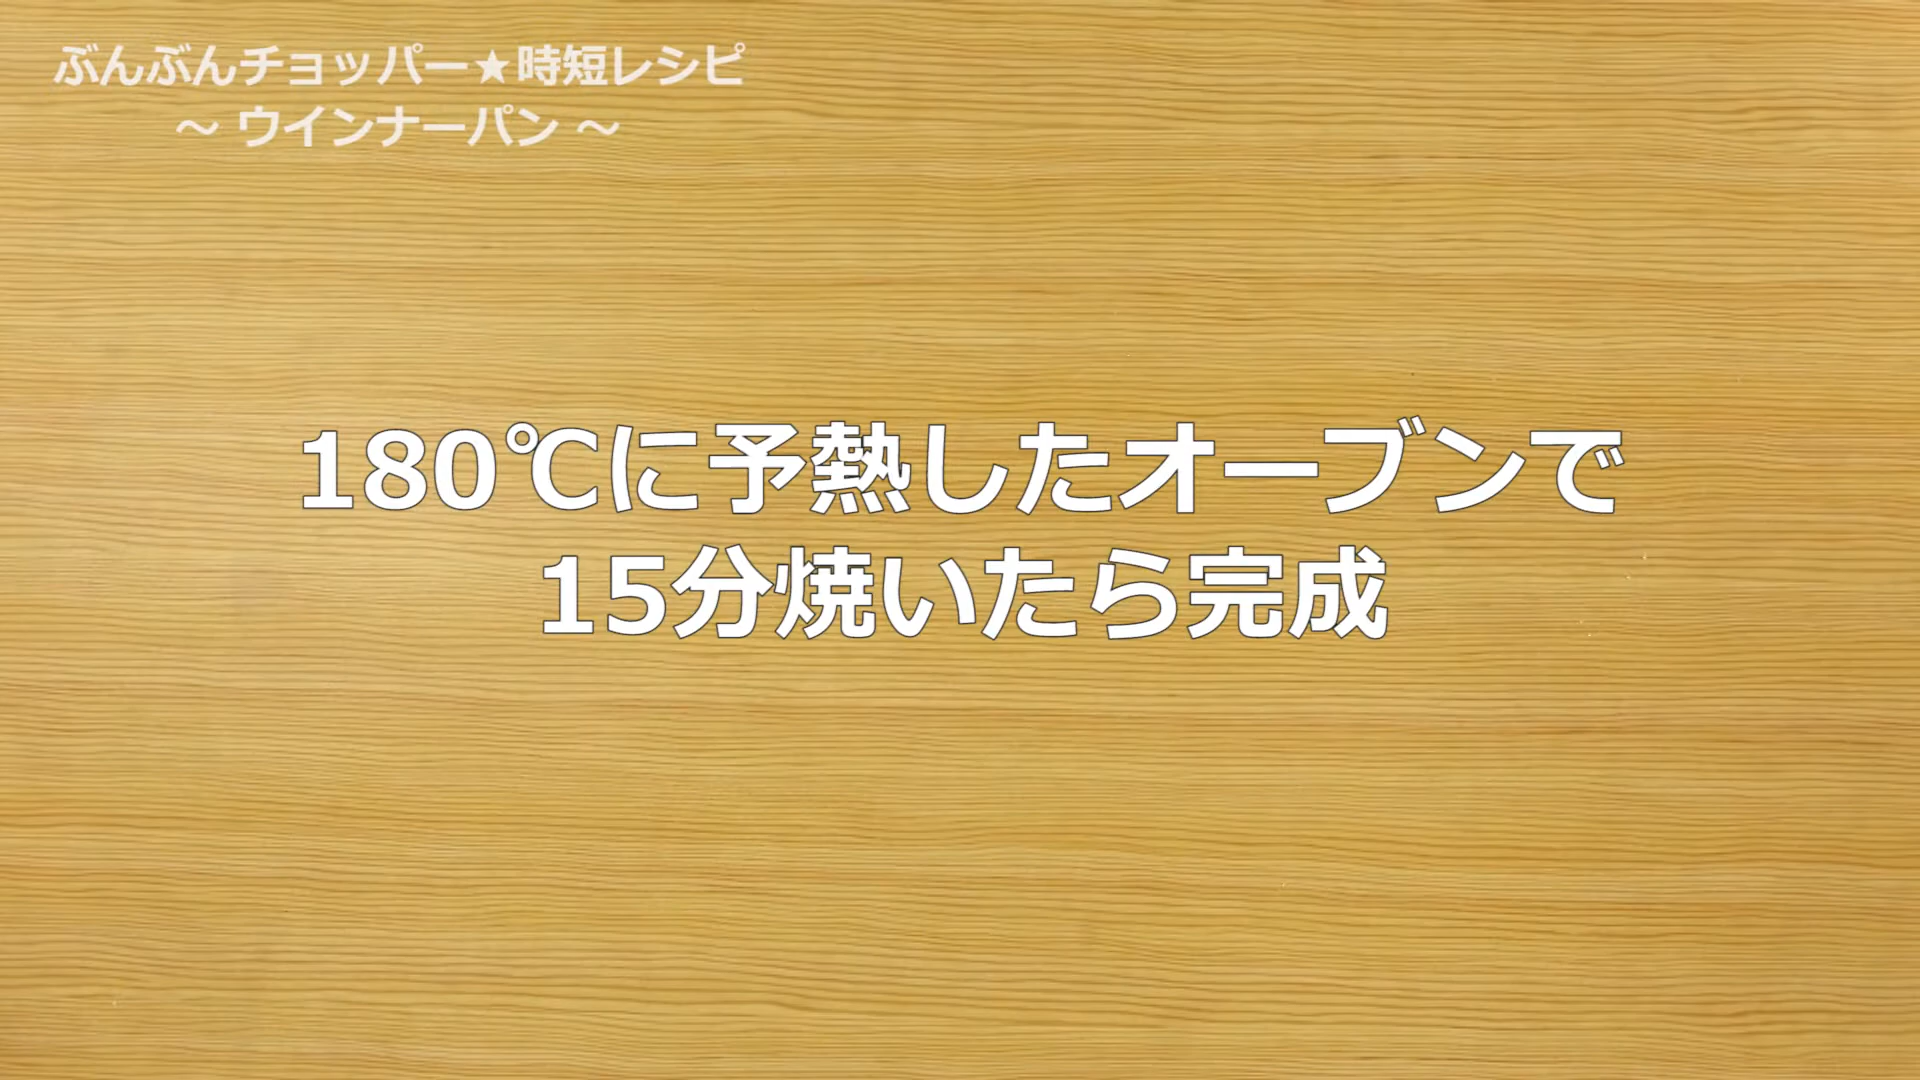 ぶんぶんチョッパー★時短レシピ
～ ウインナーパン ～
180℃に予熱したオーブンで
15分焼いたら完成